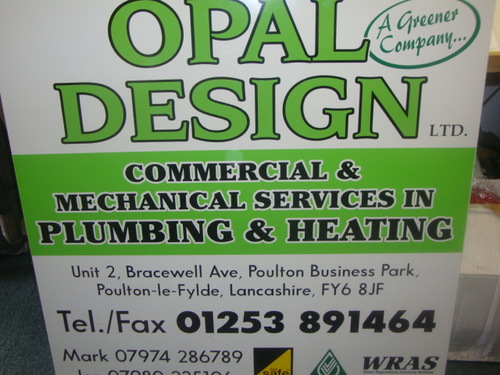 OPAL
A Greener
Company...
DESIGN LTD.
COMMERCIAL &
MECHANICAL SERVICES IN
PLUMBING & HEATING
Unit 2, Bracewell Ave, Poulton Business Park,
Poulton-le-Fylde, Lancashire, FY6 8JF
Tel./Fax 01253 891464
Mark 07974 286789
safe
WRAS